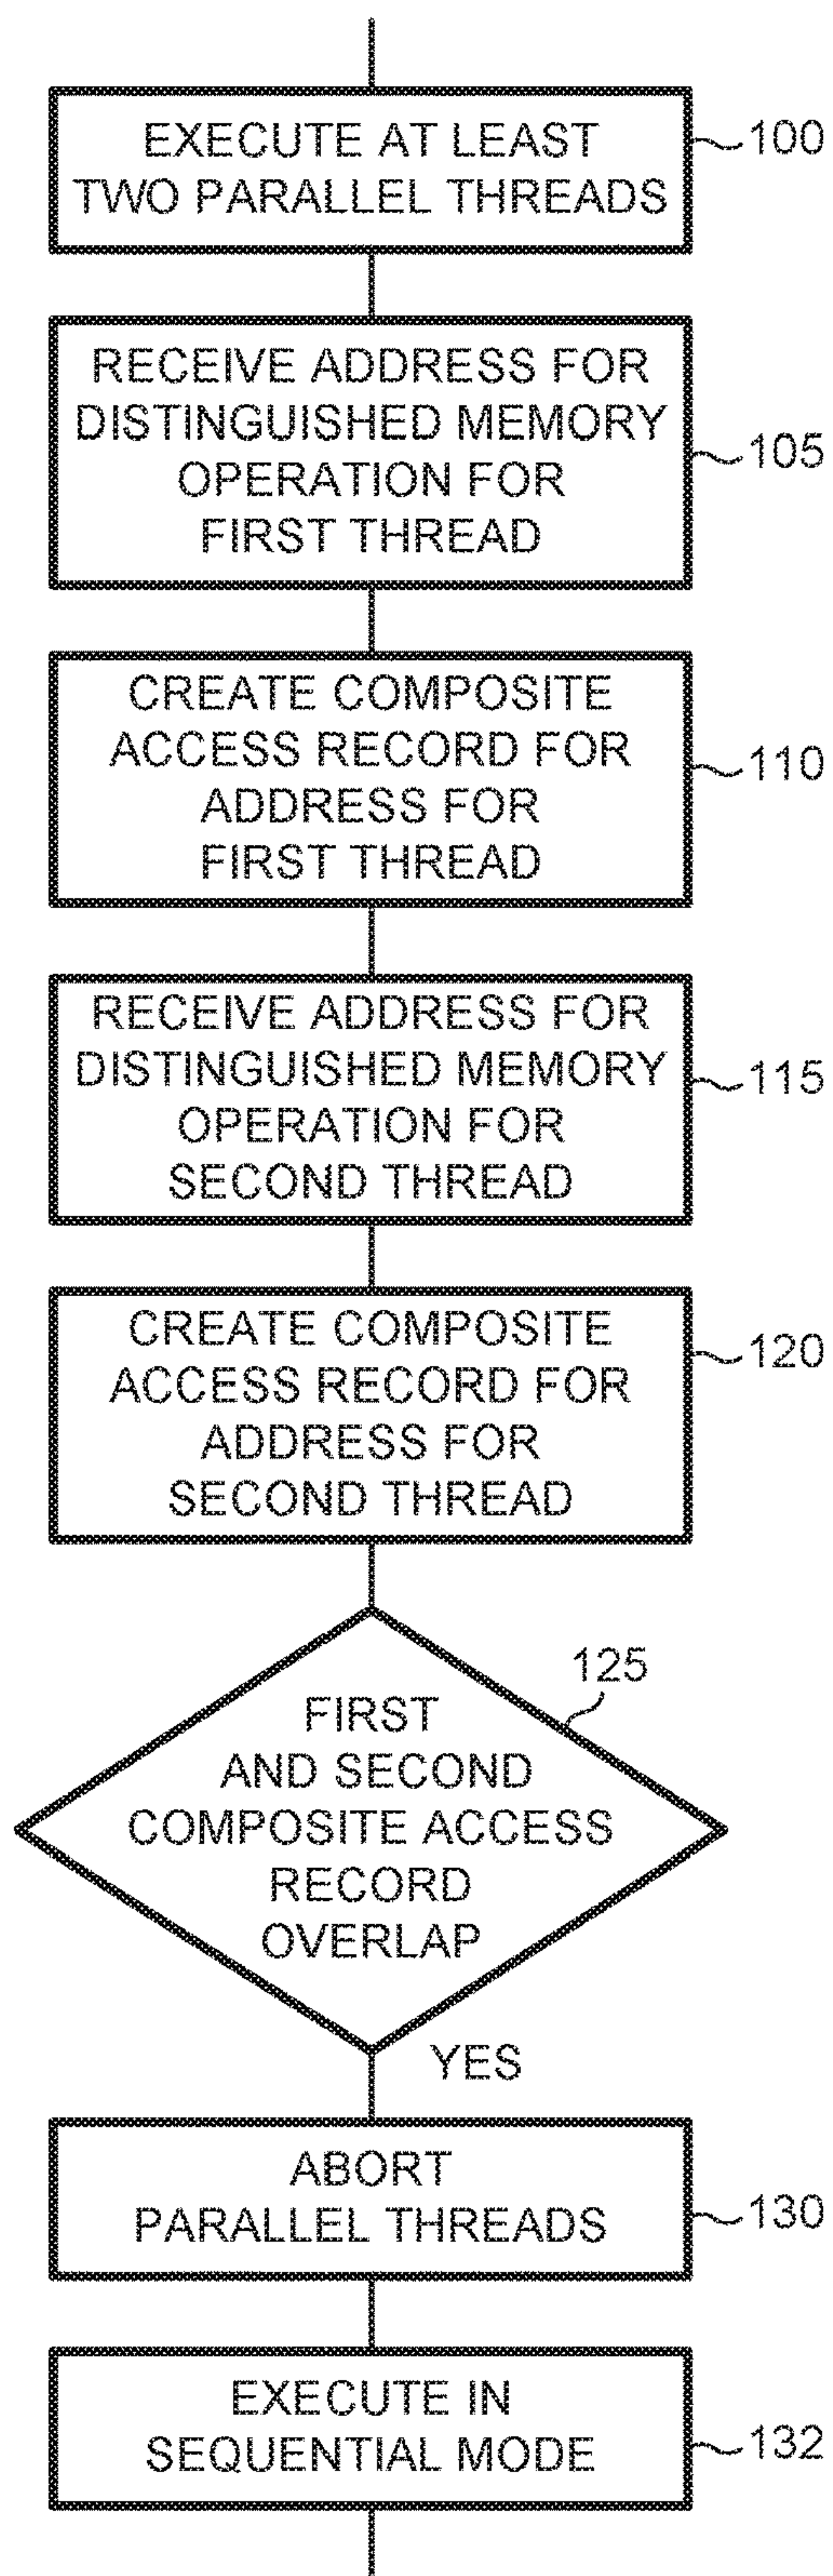 EXECUTE AT LEAST
TWO PARALLEL THREADS
100
RECEIVE ADDRESS FOR
DISTINGUISHED MEMORY
OPERATION FOR
FIRST THREAD
105
CREATE COMPOSITE
ACCESS RECORD FOR
ADDRESS FOR
FIRST THREAD
110
RECEIVE ADDRESS FOR
DISTINGUISHED MEMORY
OPERATION FOR
SECOND THREAD
115
CREATE COMPOSITE
ACCESS RECORD FOR
ADDRESS FOR
SECOND THREAD
120
125
FIRST
AND SECOND
COMPOSITE ACCESS
RECORD
OVERLAP
YES
ABORT
PARALLEL THREADS
130
EXECUTE IN
SEQUENTIAL MODE
132